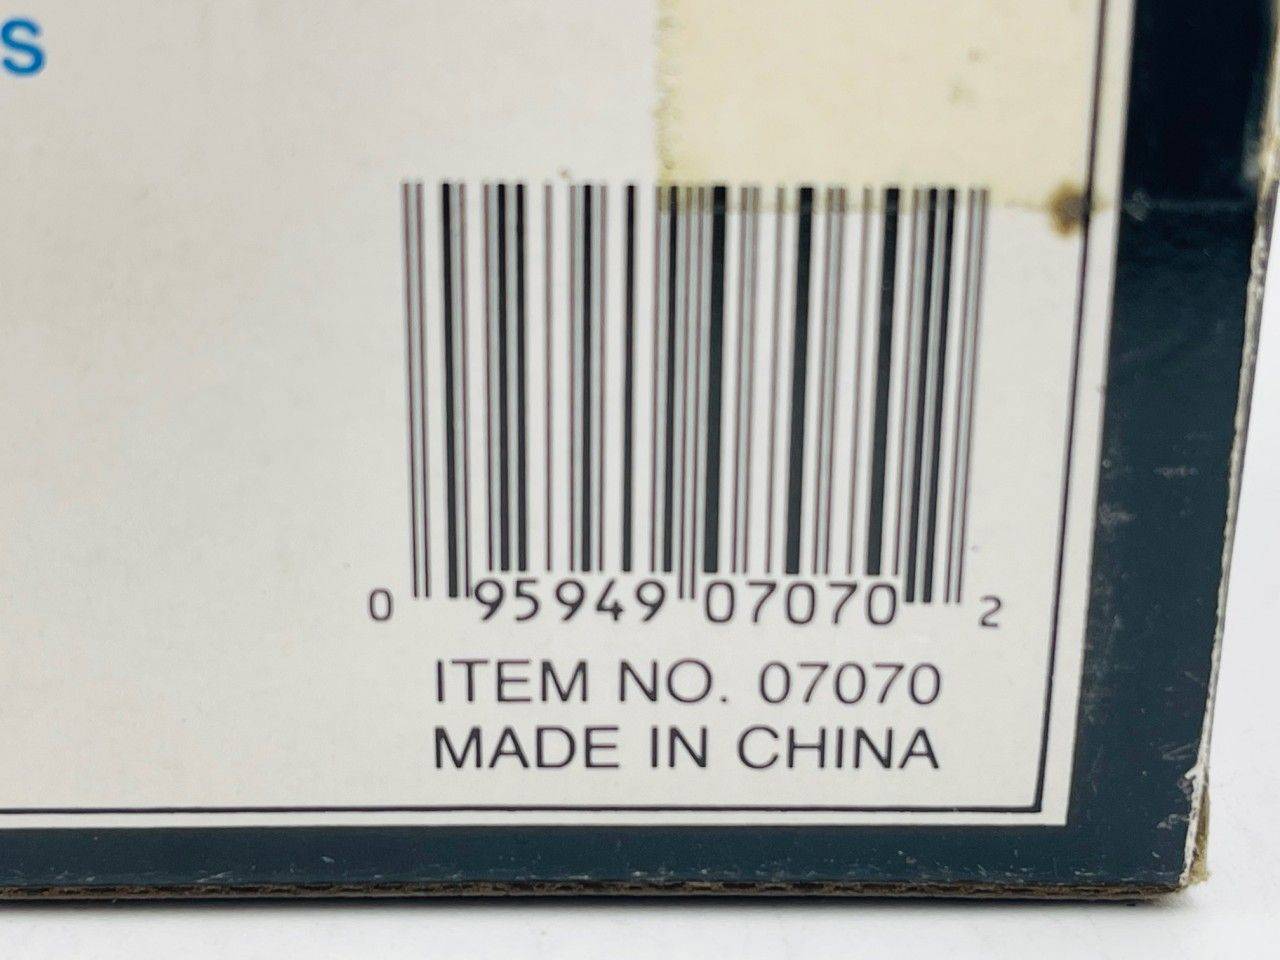 S
0 95949 07070 2
ITEM NO. 07070
MADE IN CHINA